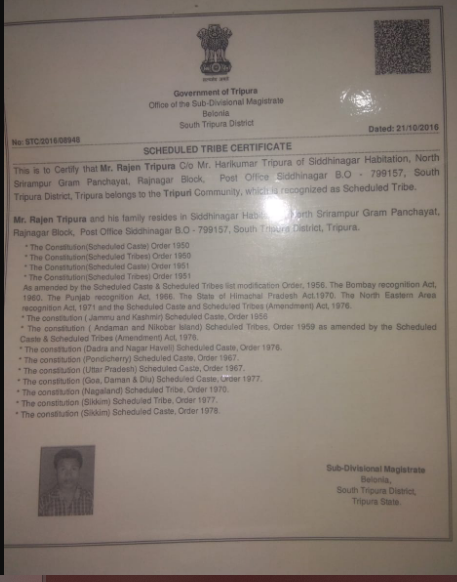 Government of Tripura
Office of the Sub-Divisional Magistrate
Belonia
South Tripura District
No: STC/2016/68948
Dated: 21/10/2016
SCHEDULED TRIBE CERTIFICATE
This is to Certify that Mr. Rajen Tripura C/o Mr. Harikumar Tripura of Siddhinagar Habitation, North
Srirampur Gram Panchayat, Rajnagar Block, Post Office Siddhinagar B.O - 799157, South
Tripura District, Tripura belongs to the Tripuri Community, which is recognized as Scheduled Tribe.
Mr. Rajen Tripura and his family resides in Siddhinagar North Srirampur Gram Panchayat,
Rajnagar Block, Post Office Siddhinagar B.O - 799157, South Tripura District, Tripura.
* The Constitution(Scheduled Caste) Order 1950
* The Constitution(Scheduled Tribes) Order 1950
* The Constitution(Scheduled Caste) Order 1951
* The Constitution(Scheduled Tribes) Order 1951
As amended by the Scheduled Caste & Scheduled Tribes list modification Order, 1956, The Bombay recognition Act,
1960, The Punjab recognition Act, 1966, The State of Himachal Pradesh Act.1970, The North Eastern Area
recognition Act, 1971 and the Scheduled Caste and Scheduled Tribes (Amendment) Act, 1976.
* The constitution ( Jammu and Kashmir) Scheduled Caste, Order 1956
* The constitution ( Andaman and Nikobar Island) Scheduled Tribes, Order 1959 as amended by the Scheduled
Caste & Scheduled Tribes (Amendment) Act, 1976.
* The constitution (Dadra and Nagar Haveli) Scheduled Caste, Order 1976.
* The constitution (Pondicherry) Scheduled Caste, Order 1967.
* The constitution (Uttar Pradesh) Scheduled Caste, Order 1967.
* The constitution (Goa, Daman & Diu) Scheduled Caste, Order 1977.
* The constitution (Nagaland) Scheduled Tribe, Order 1970.
* The constitution (Sikkim) Scheduled Tribe, Order 1977.
* The constitution (Sikkim) Scheduled Caste, Order 1978.
Sub-Divisional Magistrate
Belonia,
South Tripura District,
Tripura State.